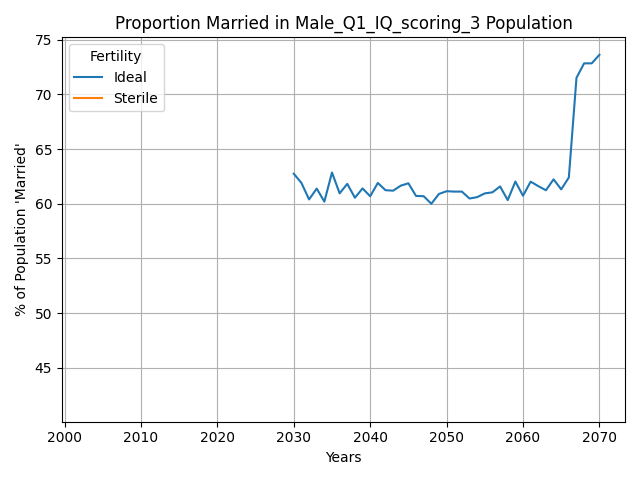 Proportion Married in Male_Q1_IQ_scoring_3 Population
75
70
65
60
55
50
45
% of Population 'Married'
Fertility
Ideal
Sterile
2000 2010 2020 2030 2040 2050 2060 2070
Years